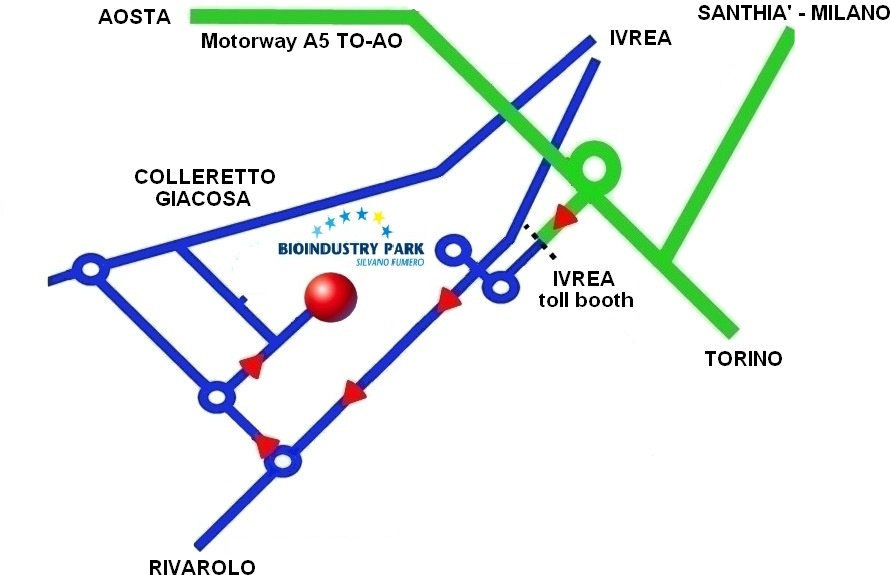 AOSTA
Motorway A5 TO-AO
IVREA
SANTHIA' - MILANO
COLLERETTO
GIACOSA
BIOINDUSTRY PARK
SILVANO FUMERO
IVREA
toll booth
TORINO
RIVAROLO